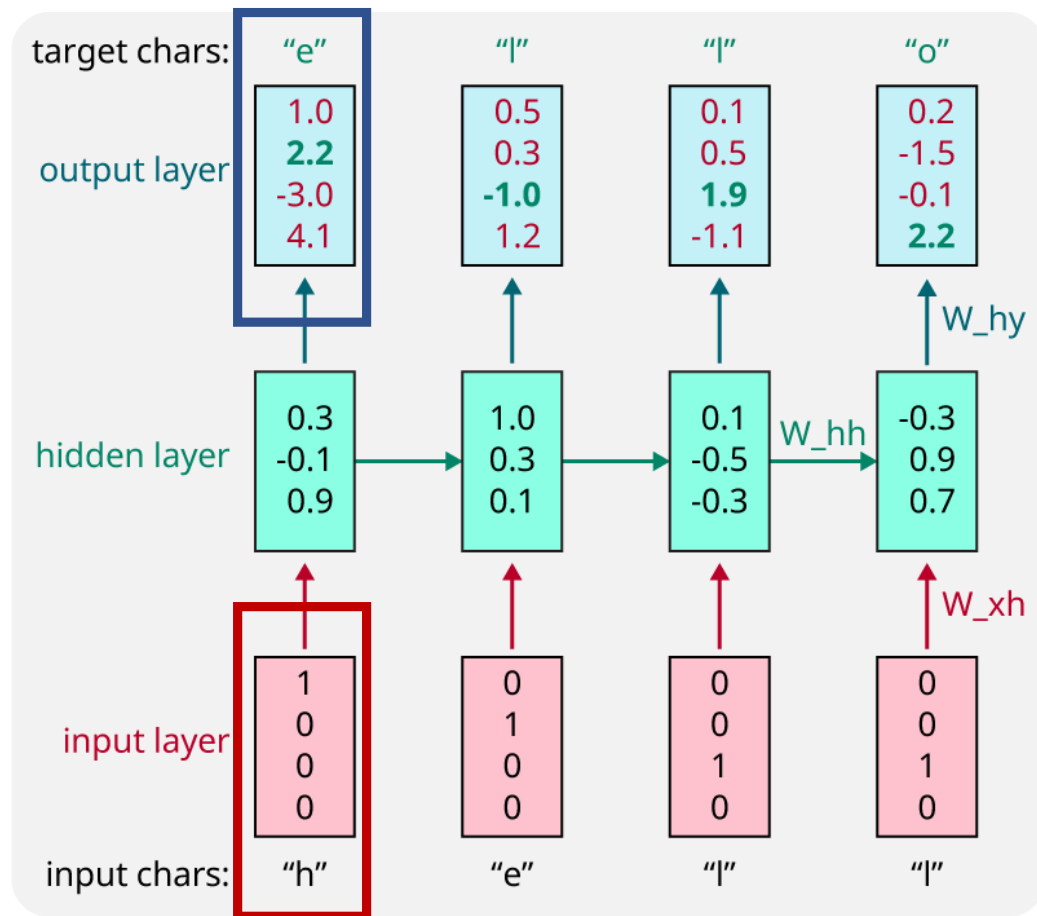 target chars: “e” “l” “l” “o”
1.0 0.5 0.1 0.2
output layer 2.2 0.3 0.5 -1.5
-3.0 -1.0 1.9 -0.1
4.1 1.2 -1.1 2.2
W_hy
0.3 1.0 0.1 -0.3
hidden layer -0.1 0.3 -0.5 W_hh 0.9
0.9 0.1 -0.3 0.7
W_xh
1 0 0 0
0 1 0 0
input layer 0 0 1 1
0 0 0 0
input chars: “h” “e” “l” “l”